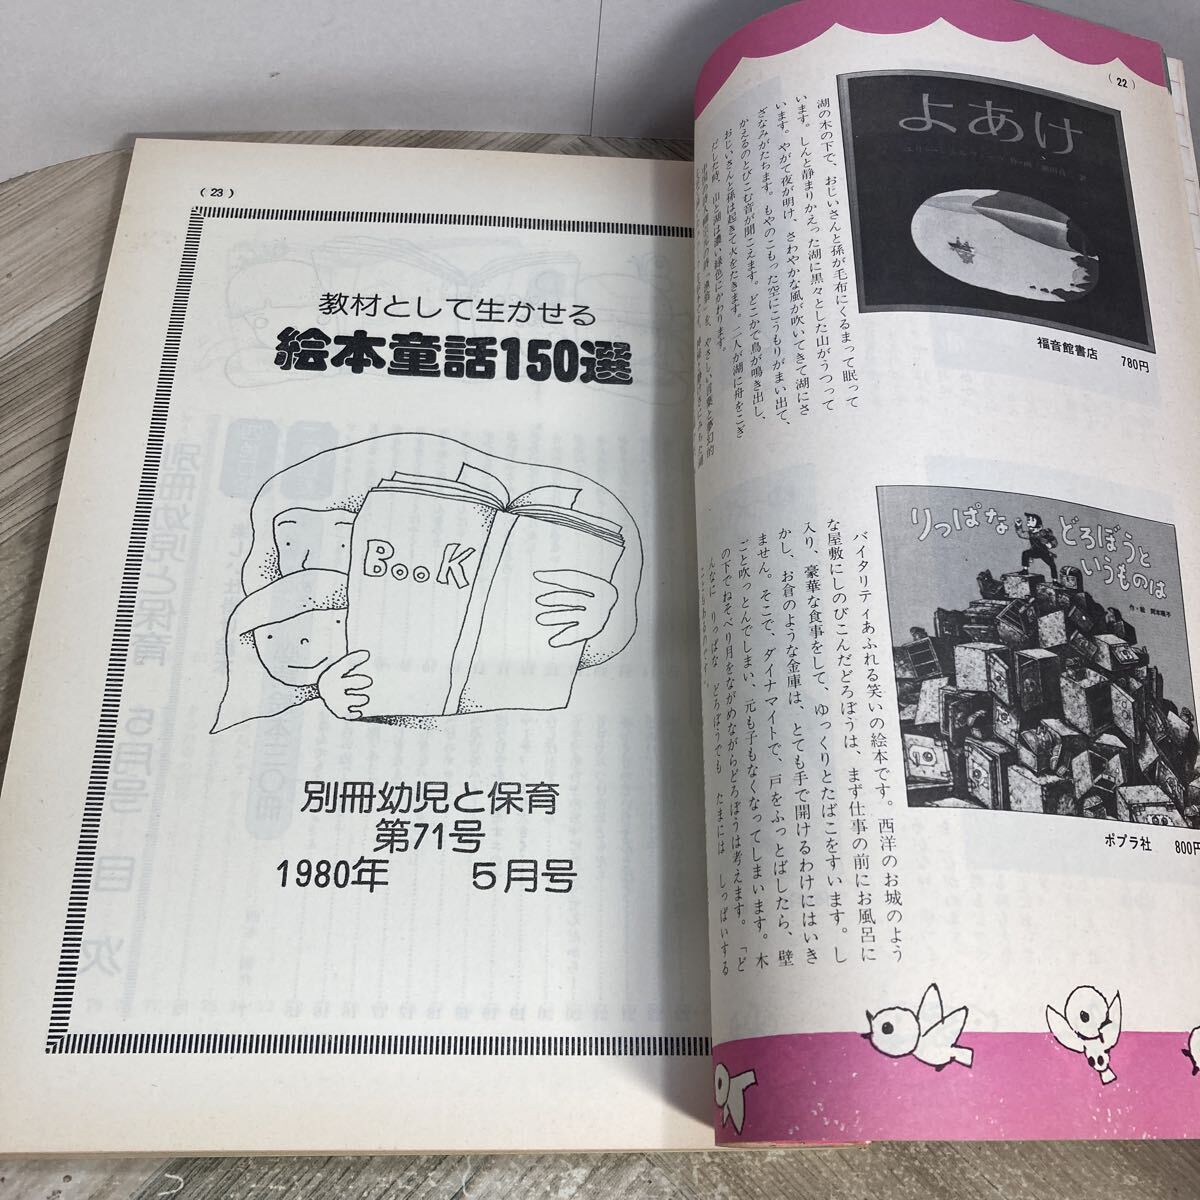 (22)
よあけ
福音館書店 780円
湖の木の下で、おじいさんと孫が毛布にくるまって眠って
います。しんと静まりかえった湖に黒々とした山がうつって
います。やがて夜が明け、さわやかな風が吹いてきて湖にさ
ざなみがたちます。もやのこもった空にこうもりがまい出て、
かえるのとびこむ音が聞こえます。どこかで鳥が鳴き出し、
おじいさんと孫は起きて火をたきます。二人が湖に舟をこぎ
だした時、山と湖は濃い緑色にかわります。
りっぱな どろぼうと
いうものは
ポプラ社 800円
バイタリティあふれる笑いの絵本です。西洋のお城のよう
な屋敷にしのびこんだどろぼうは、まず仕事の前にお風呂に
入り、豪華な食事をして、ゆっくりとたばこをすいます。し
かし、お倉のような金庫は、とても手で開けるわけにはいき
ません。そこで、ダイナマイトで、戸をふっとばしたら、壁
ごと吹っとんでしまい、元も子もなくなってしまいます。木
の下でねそべり月をながめながらどろぼうは考えます。「ど
んなに りっぱな どろぼうでも たまには しっぱいする
(23)
教材として生かせる
絵本童話150選
BooK
別冊幼児と保育
第71号
1980年 5月号